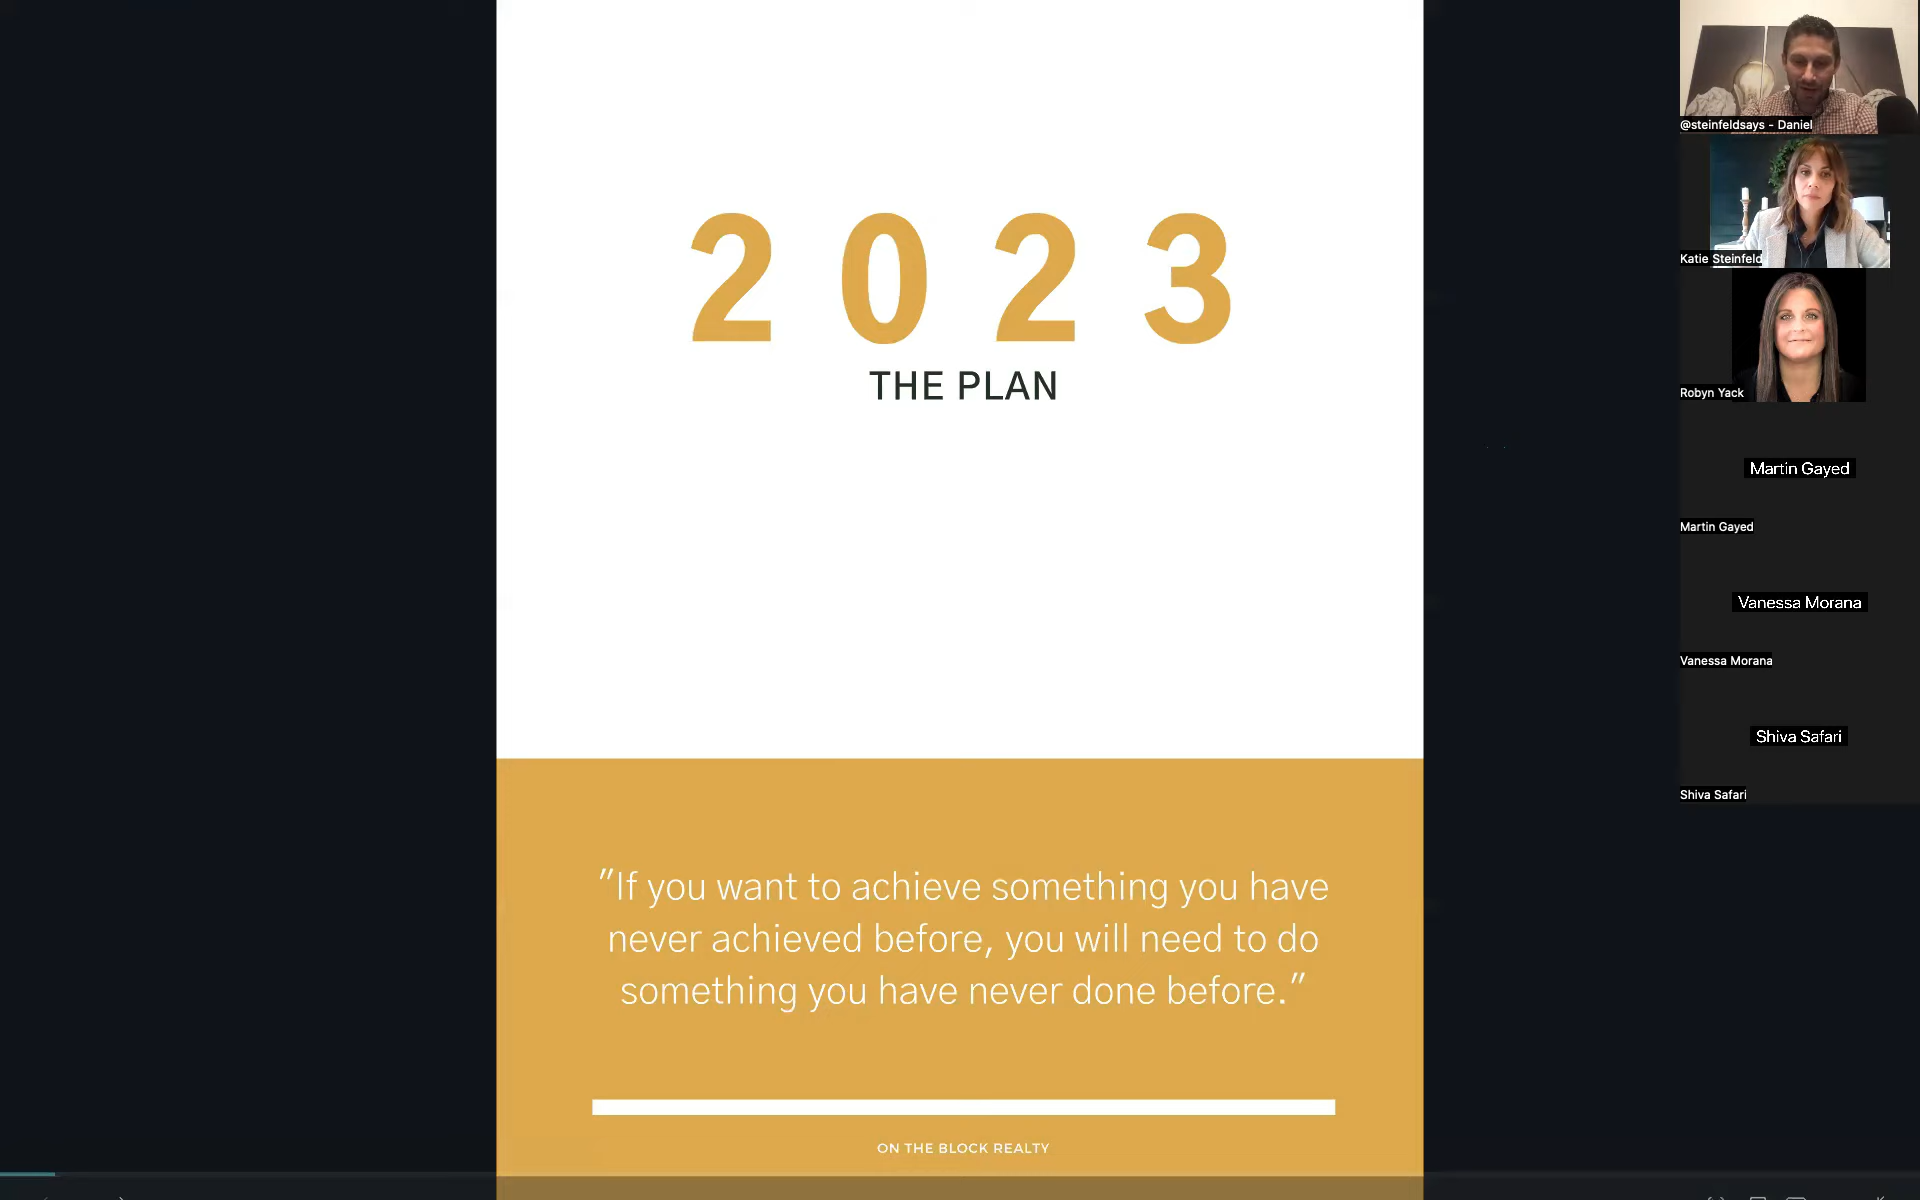 2023
THE PLAN
"If you want to achieve something you have
never achieved before, you will need to do
something you have never done before."
ON THE BLOCK REALTY
@steinfeldsays - Daniel
Katie Steinfeld
Robyn Yack
Martin Gayed
Martin Gayed
Vanessa Morana
Vanessa Morana
Shiva Safari
Shiva Safari